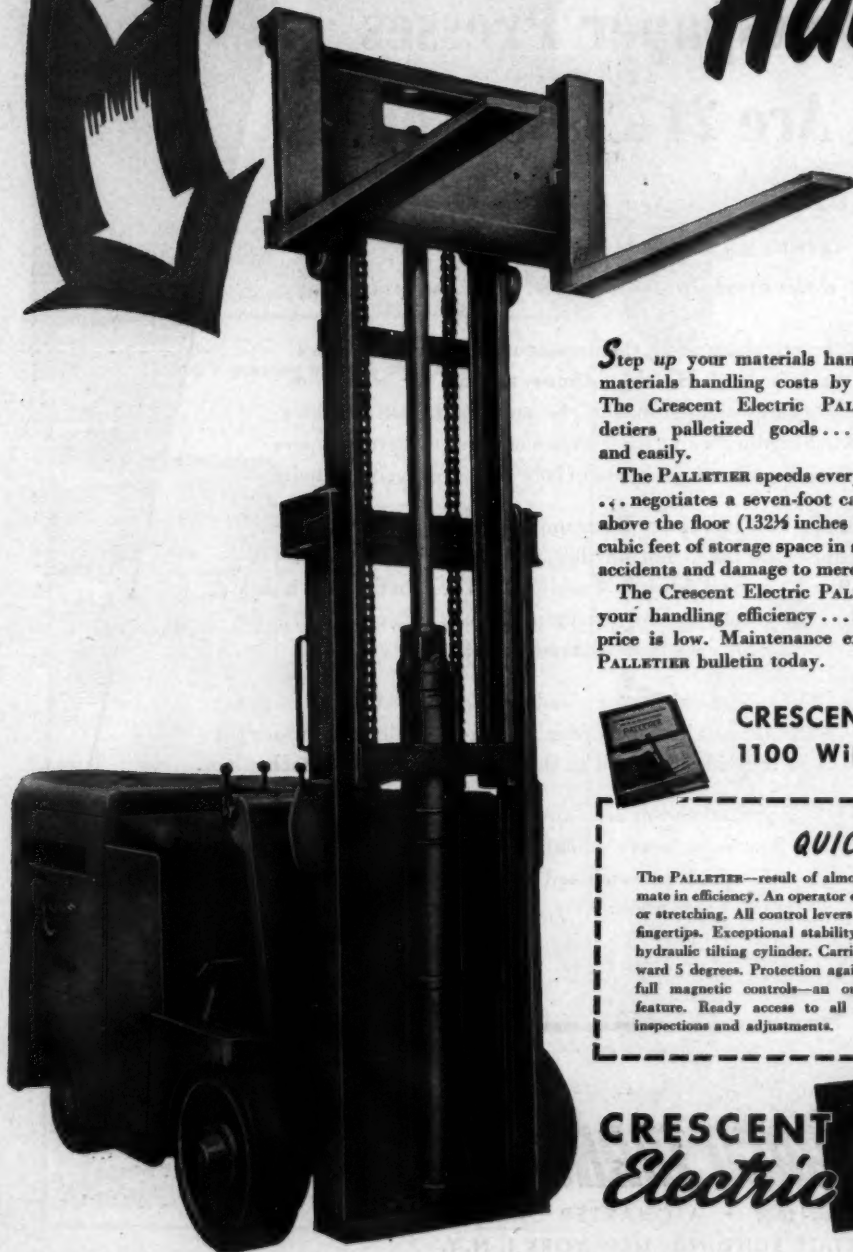 Step up your materials han
materials handling costs by
The Crescent Electric PAL
detiers palletized goods...
and easily.
The PALLETIER speeds ever
...negotiates a seven-foot ca
above the floor (132½ inches
cubic feet of storage space in
accidents and damage to merc
The Crescent Electric PAL
your handling efficiency...
price is low. Maintenance e
PALLETIER bulletin today.
CRESCEN
1100 Wi
QUIC
The PALLETIER—result of almo
mate in efficiency. An operator
or stretching. All control levers
fingertips. Exceptional stability
hydraulic tilting cylinder. Carri
ward 5 degrees. Protection agai
full magnetic controls—an o
feature. Ready access to all
inspections and adjustments.
CRESCENT
Electric